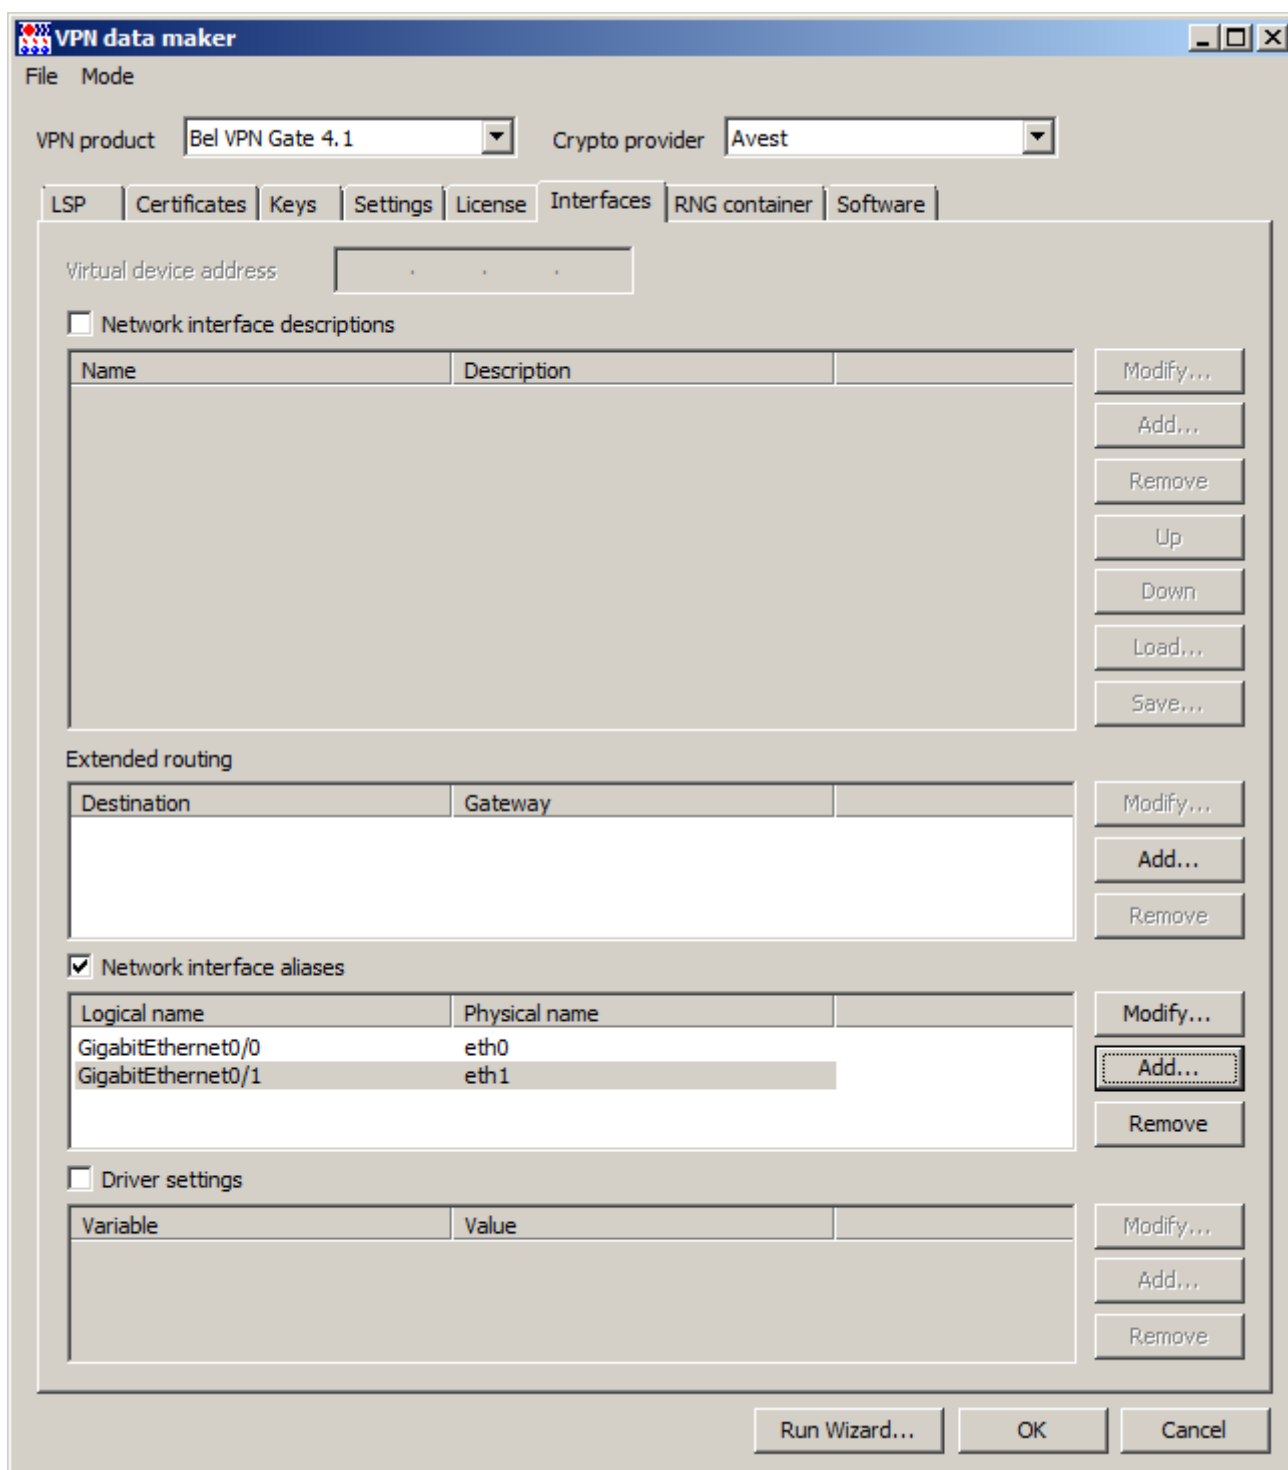 VPN data maker
File Mode
VPN product Bel VPN Gate 4.1 Crypto provider Avest
LSP Certificates Keys Settings License Interfaces RNG container Software
Virtual device address . . .
Network interface descriptions
Name Description
Modify...
Add...
Remove
Up
Down
Load...
Save...
Extended routing
Destination Gateway
Modify...
Add...
Remove
Network interface aliases
Logical name Physical name
GigabitEthernet0/0 eth0
GigabitEthernet0/1 eth1
Modify...
Add...
Remove
Driver settings
Variable Value
Modify...
Add...
Remove
Run Wizard... OK Cancel